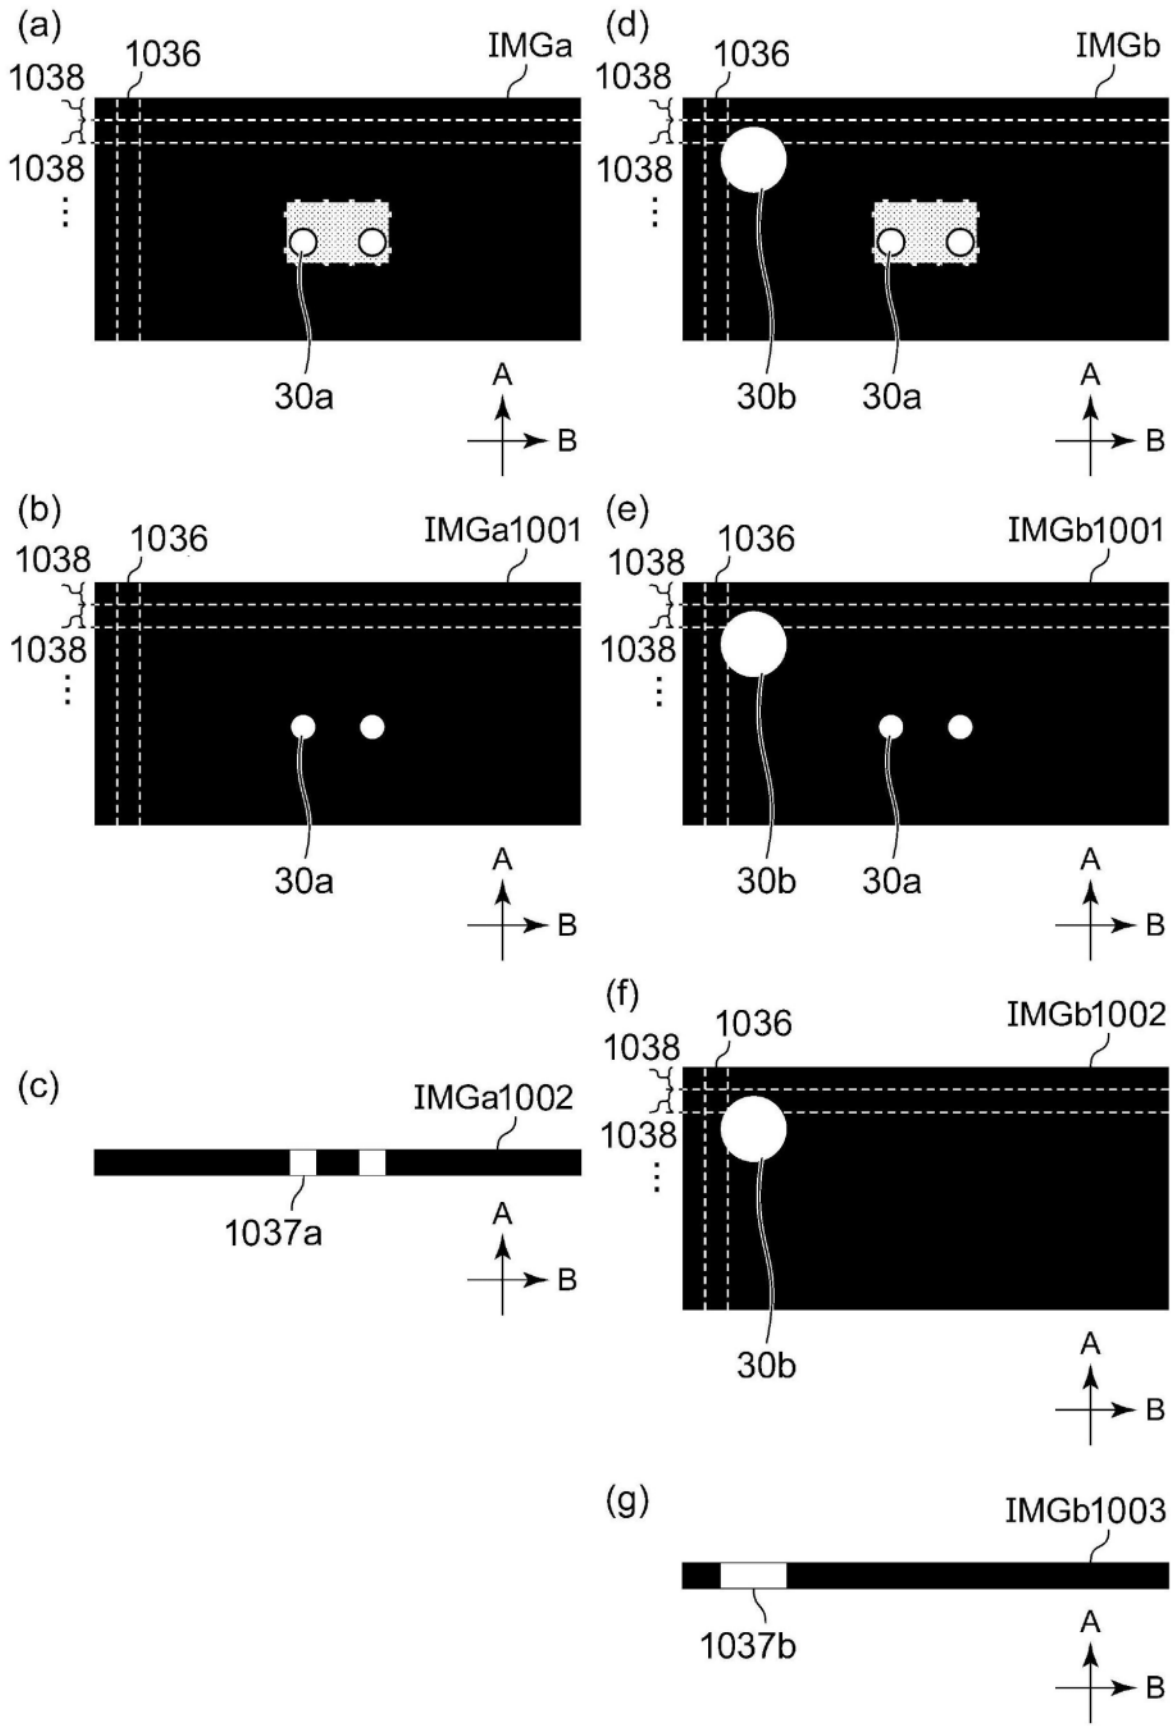 (a)
1036
IMGa
1038
1038
⋮
30a
A
B
(b)
1036
IMGa1001
1038
1038
⋮
30a
A
B
(c)
IMGa1002
1037a
A
B
(d)
1036
IMGb
1038
1038
⋮
30b 30a
A
B
(e)
1036
IMGb1001
1038
1038
⋮
30b 30a
A
B
(f)
1036
IMGb1002
1038
1038
⋮
30b
A
B
(g)
IMGb1003
1037b
A
B